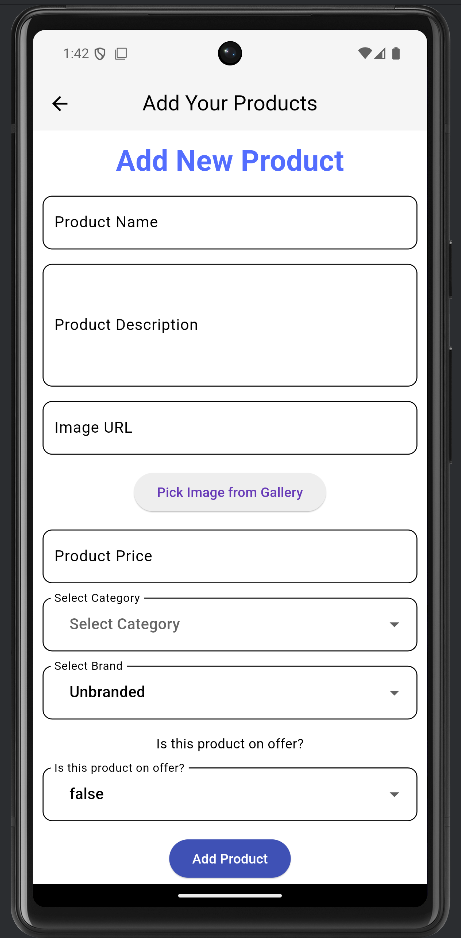 1:42
Add Your Products
Add New Product
Product Name
Product Description
Image URL
Pick Image from Gallery
Product Price
Select Category
Select Category
Select Brand
Unbranded
Is this product on offer?
Is this product on offer?
false
Add Product